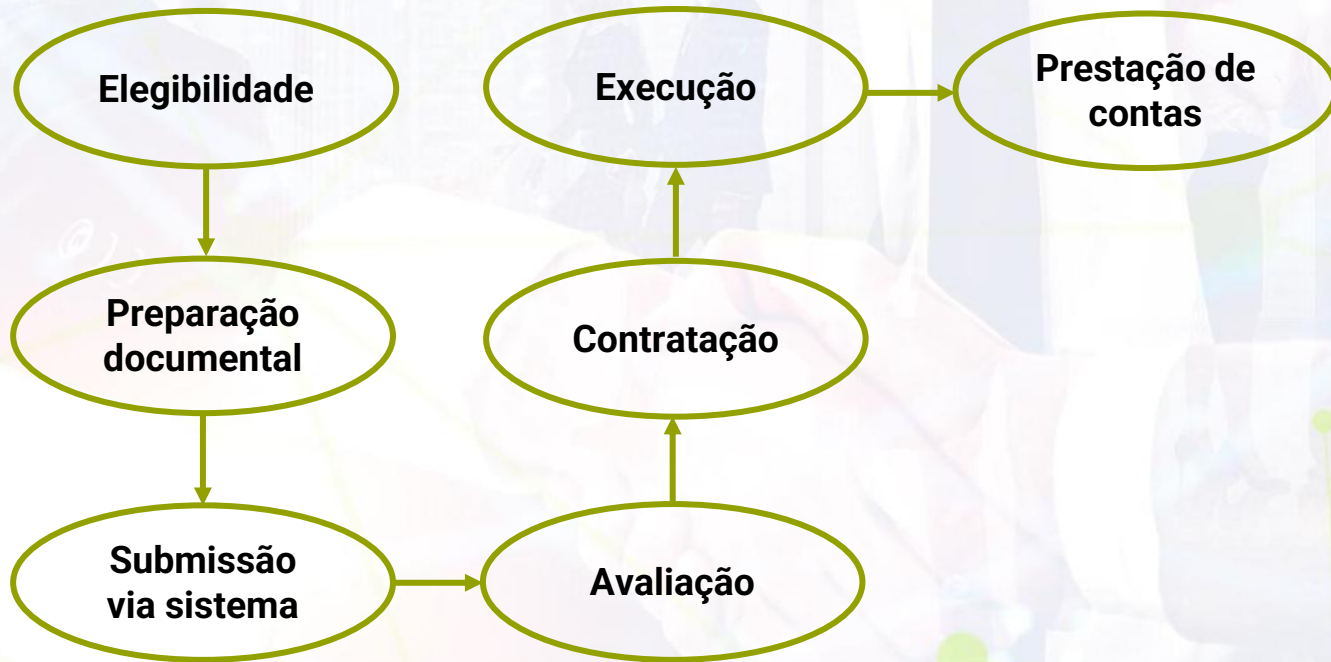 Elegibilidade
Preparação
documental
Submissão
via sistema
Avaliação
Contratação
Execução
Prestação de
contas